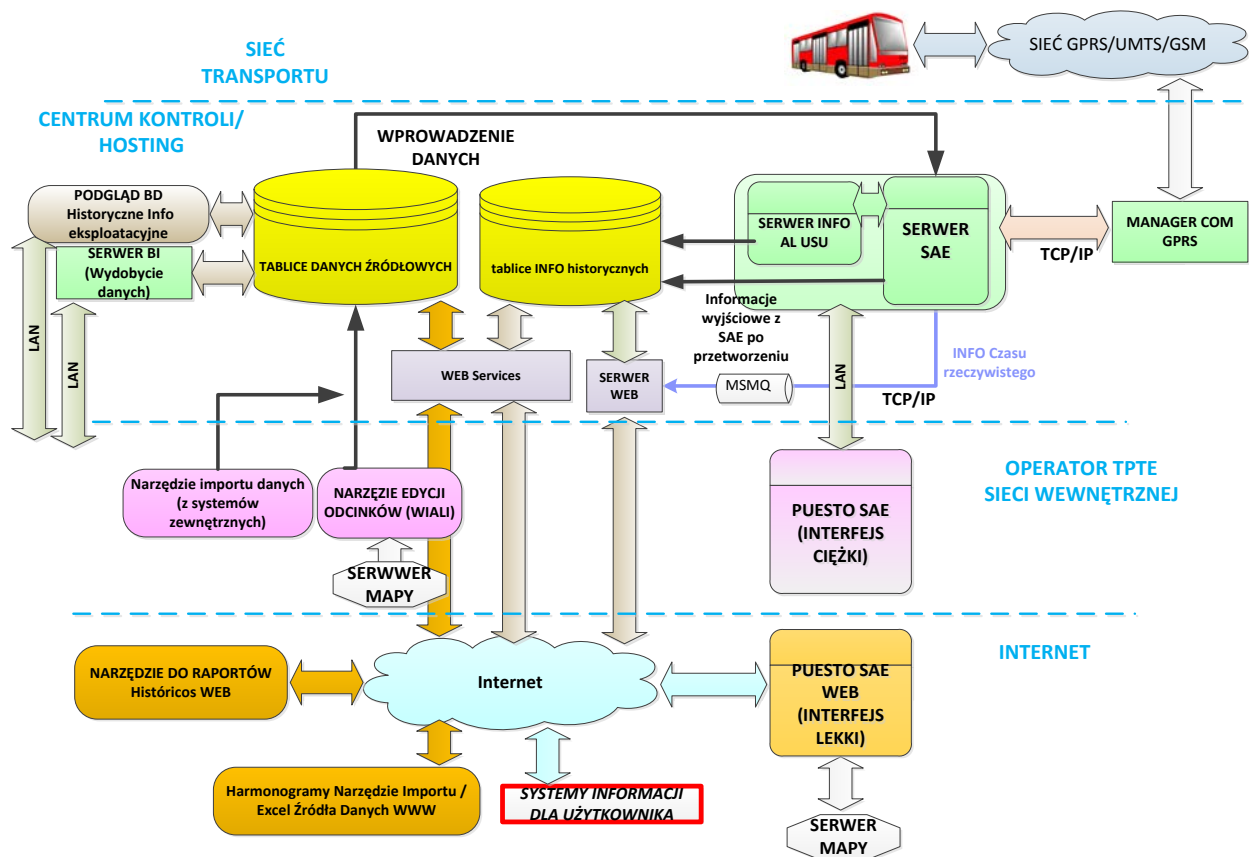 SIEĆ
TRANSPORTU
SIEĆ GPRS/UMTS/GSM
CENTRUM KONTROLI/
HOSTING
WPROWADZENIE
DANYCH
PODGLĄD BD
Historyczne Info
eksploatacyjne
SERWER BI
(Wydobycie
danych)
TABLICE DANYCH ŹRÓDŁOWYCH
tablice INFO historycznych
SERWER INFO
AL USU
SERWER
SAE
TCP/IP
MANAGER COM
GPRS
LAN
LAN
Informacje
wyjściowe z
SAE po
przetworzeniu
WEB Services
SERWER
WEB
MSMQ
LAN
INFO Czasu
rzeczywistego
TCP/IP
Narzędzie importu danych
(z systemów
zewnętrznych)
NARZĘZIE EDYCJI
ODCINKÓW (WIALI)
SERWWER
MAPY
PUESTO SAE
(INTERFEJS
CIĘŻKI)
OPERATOR TPTE
SIECI WEWNĘTRZNEJ
INTERNET
NARZĘDZIE DO RAPORTÓW
Históricos WEB
Internet
PUESTO SAE
WEB
(INTERFEJS
LEKKI)
Harmonogramy Narzędzie Importu /
Excel Źródła Danych WWW
SYSTEMY INFORMACJI
DLA UŻYTKOWNIKA
SERWER
MAPY